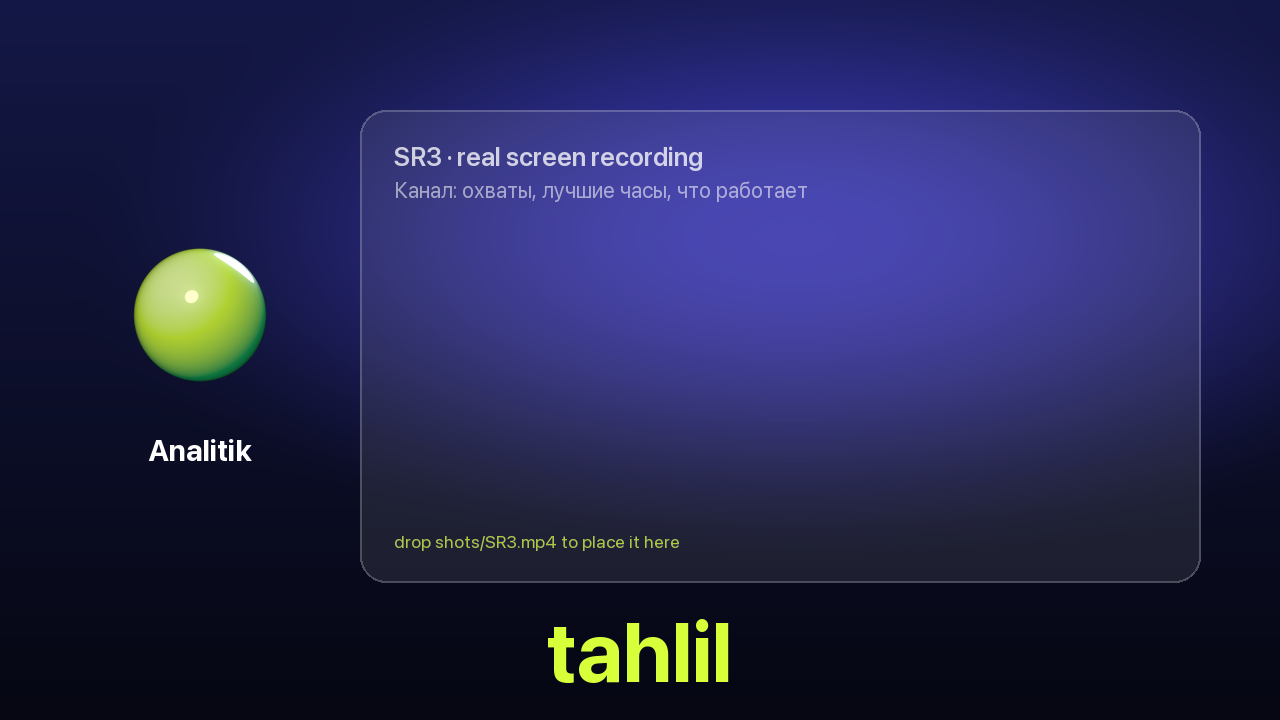 SR3 · real screen recording
Канал: охваты, лучшие часы, что работает
Analitik
drop shots/SR3.mp4 to place it here
tahlil